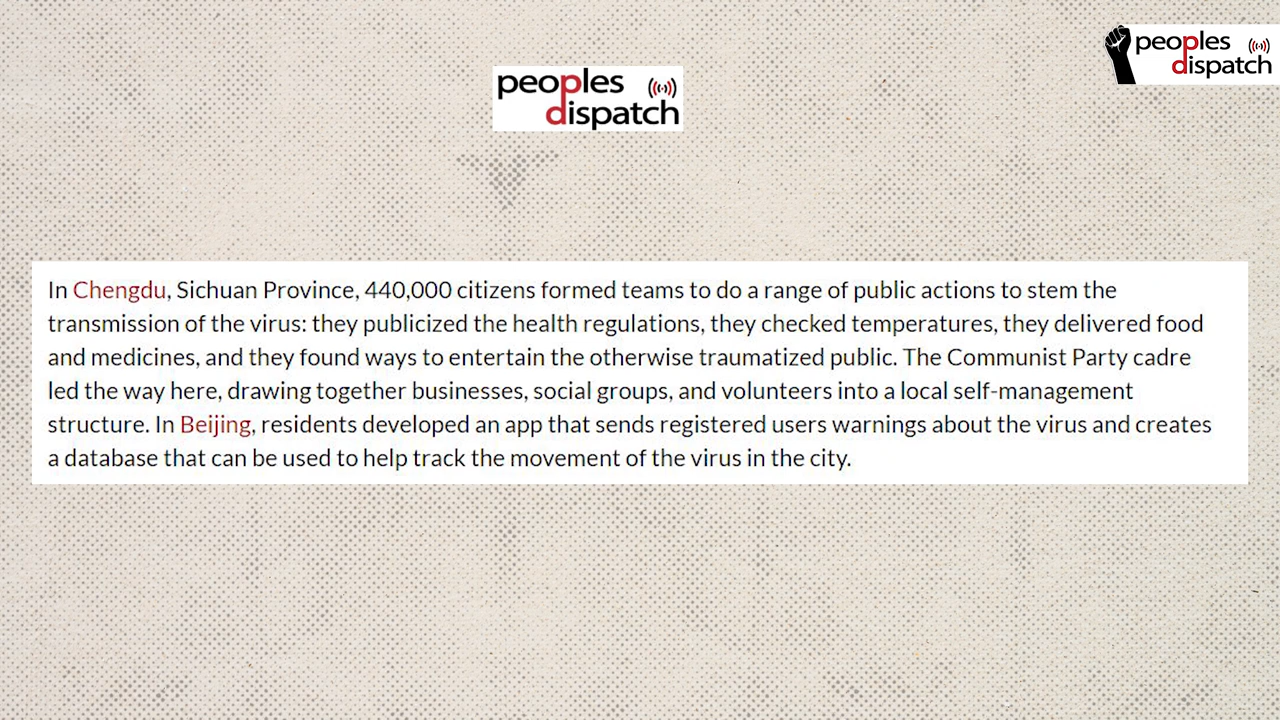 peoples
dispatch
peoples
dispatch
In Chengdu, Sichuan Province, 440,000 citizens formed teams to do a range of public actions to stem the
transmission of the virus: they publicized the health regulations, they checked temperatures, they delivered food
and medicines, and they found ways to entertain the otherwise traumatized public. The Communist Party cadre
led the way here, drawing together businesses, social groups, and volunteers into a local self-management
structure. In Beijing, residents developed an app that sends registered users warnings about the virus and creates
a database that can be used to help track the movement of the virus in the city.